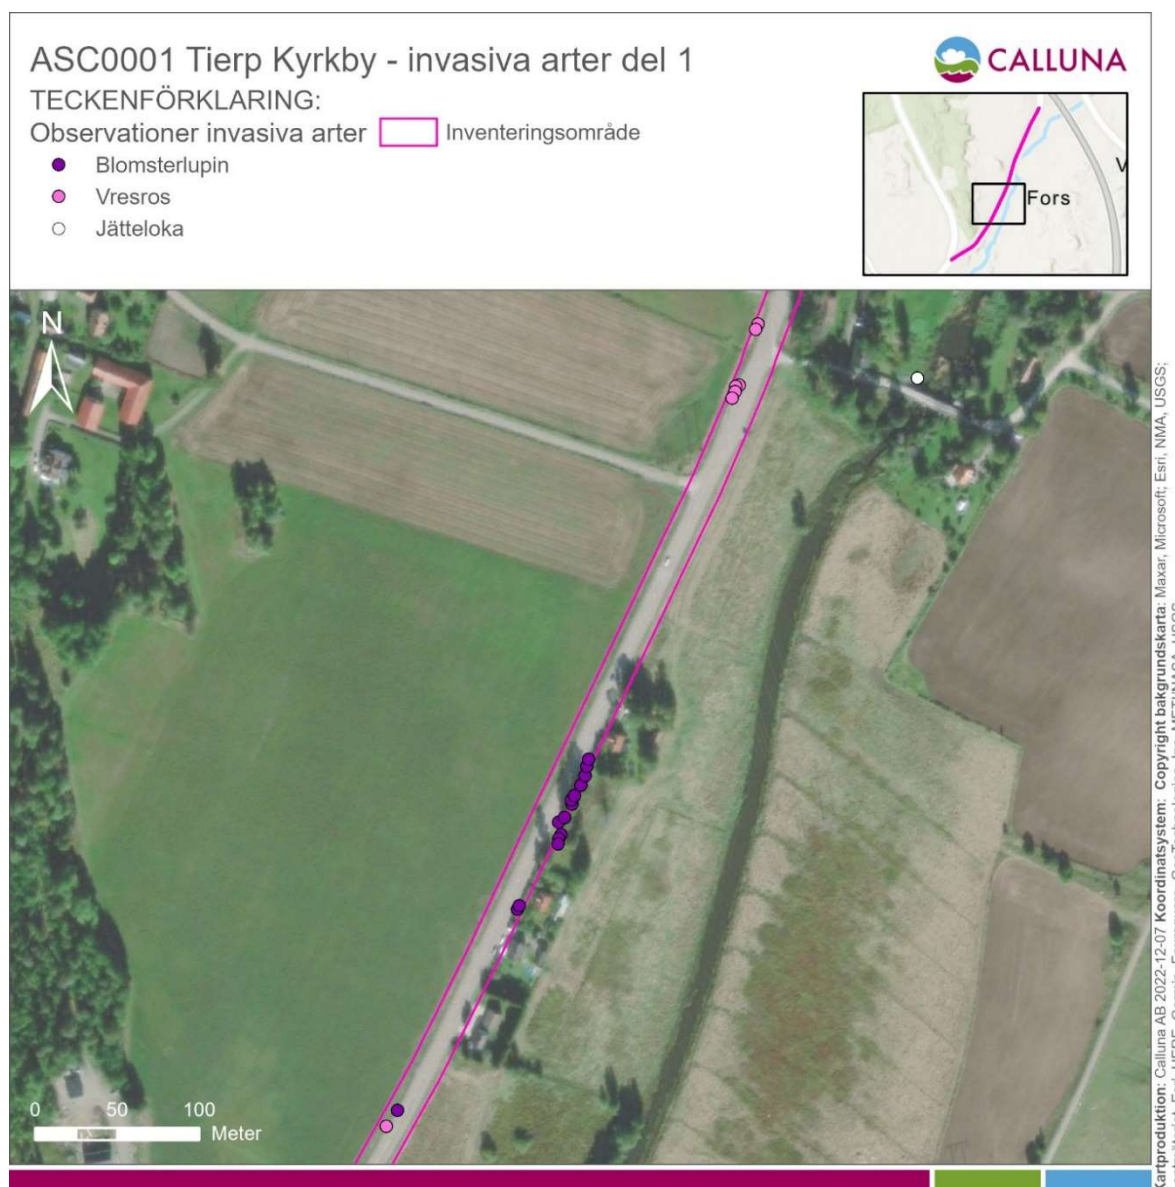 ASC0001 Tierp Kyrkby - invasiva arter del 1
CALLUNA
TECKENFÖRKLARING:
Observationer invasiva arter
Inventeringsområde
Blomsterlupin
Vresros
Jätteloka
Fors
V
N
0 50 100
Meter
Kartproduktion: Calluna AB 2022-12-07 Koordinatsystem: Copyright bakgrundskarta: Maxar, Microsoft; Esri, NMA, USGS;